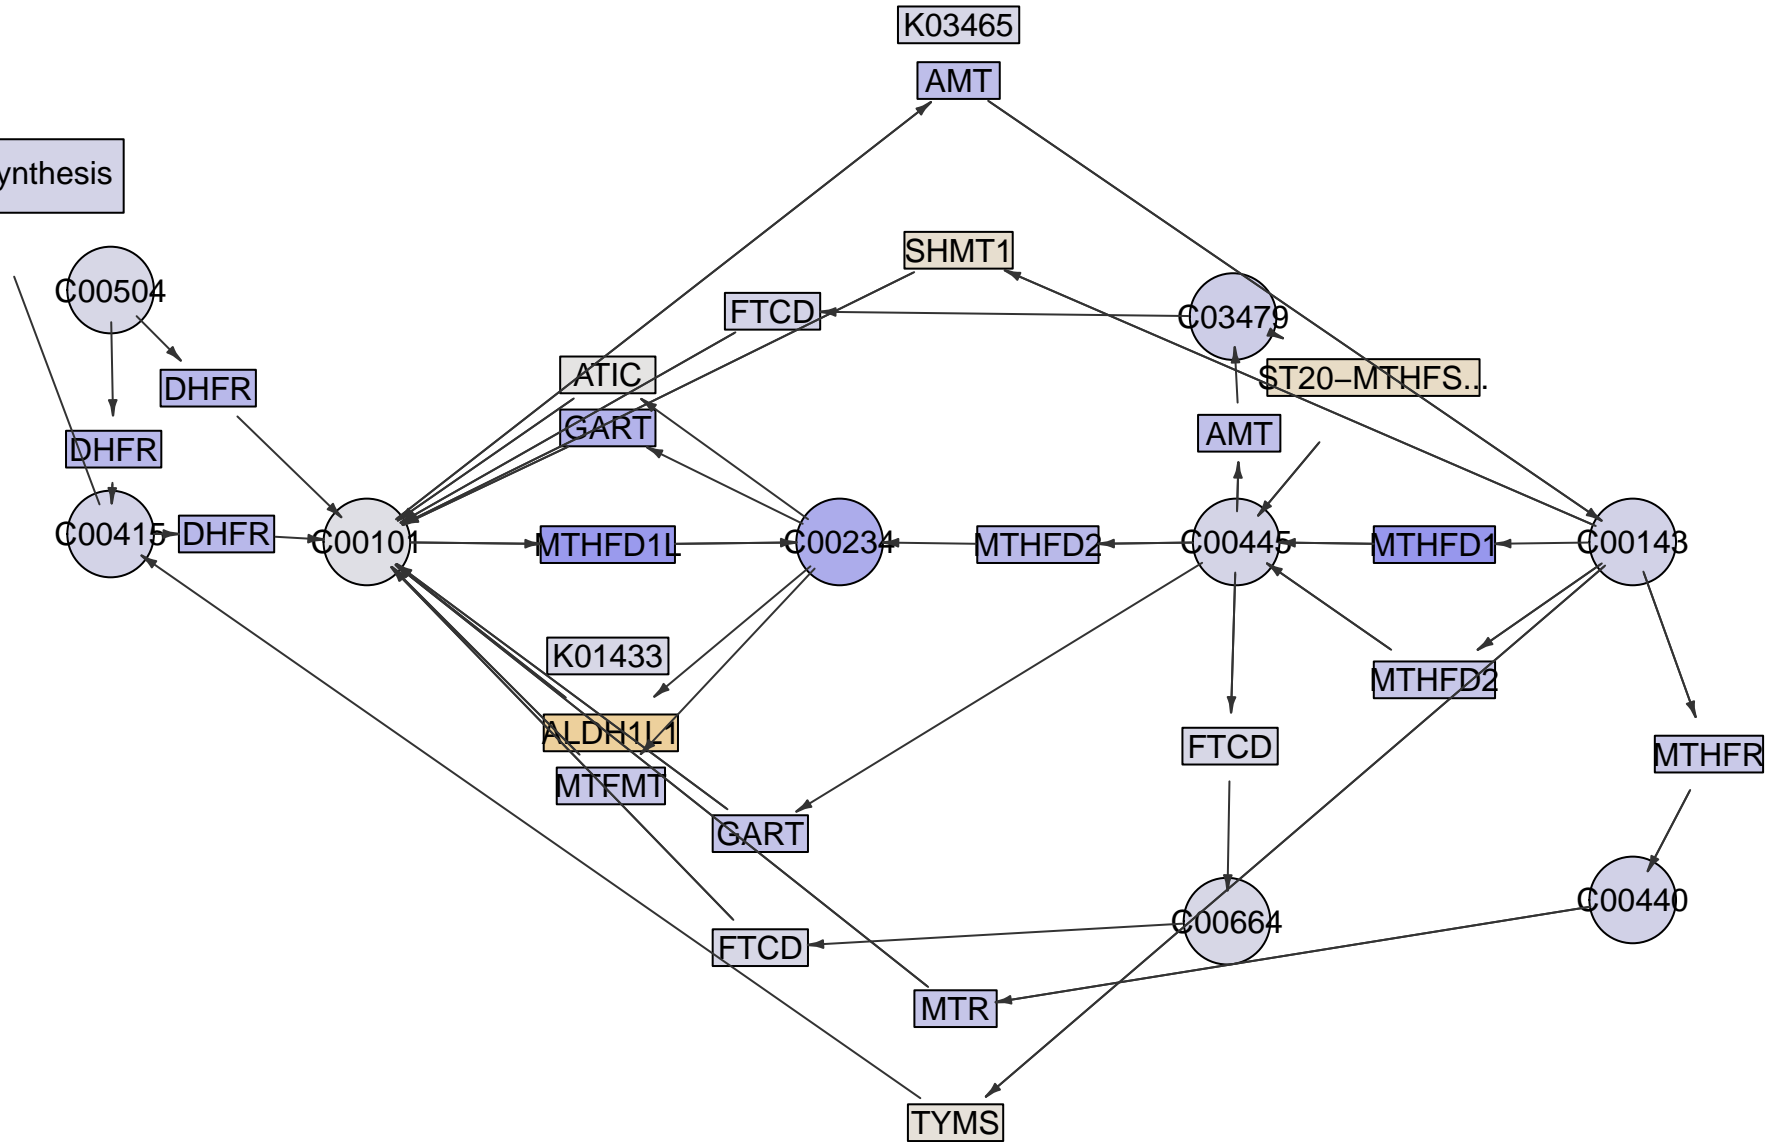 K03465
AMT
ynthesis
SHMT1
C00504
FTCD
C03479
ATIC
ST20−MTHFS...
DHFR
GART
AMT
DHFR
C00415
DHFR
C00101
MTHFD1L
C00234
MTHFD2
C00445
MTHFD1
C00143
K01433
MTHFD2
ALDH1L1
FTCD
MTHFR
MTFMT
GART
C00440
C00664
FTCD
MTR
TYMS